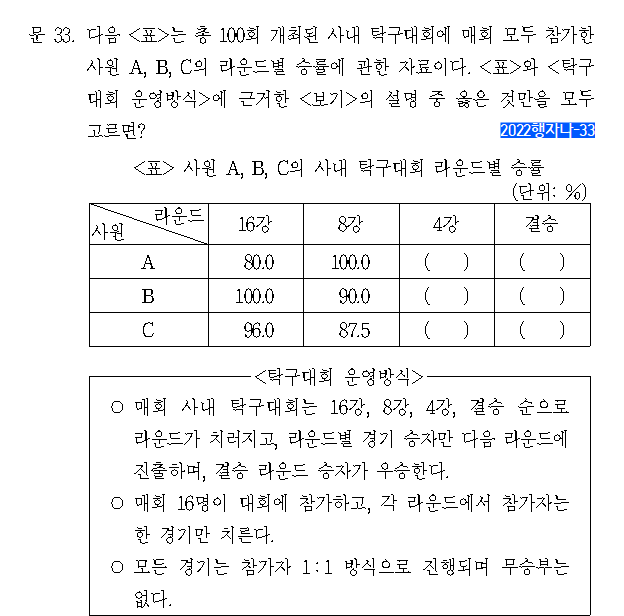 문 33. 다음 <표>는 총 100회 개최된 사내 탁구대회에 매회 모두 참가한
사원 A, B, C의 라운드별 승률에 관한 자료이다. <표>와 <탁구
대회 운영방식>에 근거한 <보기>의 설명 중 옳은 것만을 모두
고르면?
2022행자나-33
<표> 사원 A, B, C의 사내 탁구대회 라운드별 승률
(단위: %)
라운드 16강 8강 4강 결승
사원
A 80.0 100.0 ( ) ( )
B 100.0 90.0 ( ) ( )
C 96.0 87.5 ( ) ( )
<탁구대회 운영방식>
○ 매회 사내 탁구대회는 16강, 8강, 4강, 결승 순으로
라운드가 치러지고, 라운드별 경기 승자만 다음 라운드에
진출하며, 결승 라운드 승자가 우승한다.
○ 매회 16명이 대회에 참가하고, 각 라운드에서 참가자는
한 경기만 치른다.
○ 모든 경기는 참가자 1:1 방식으로 진행되며 무승부는
없다.